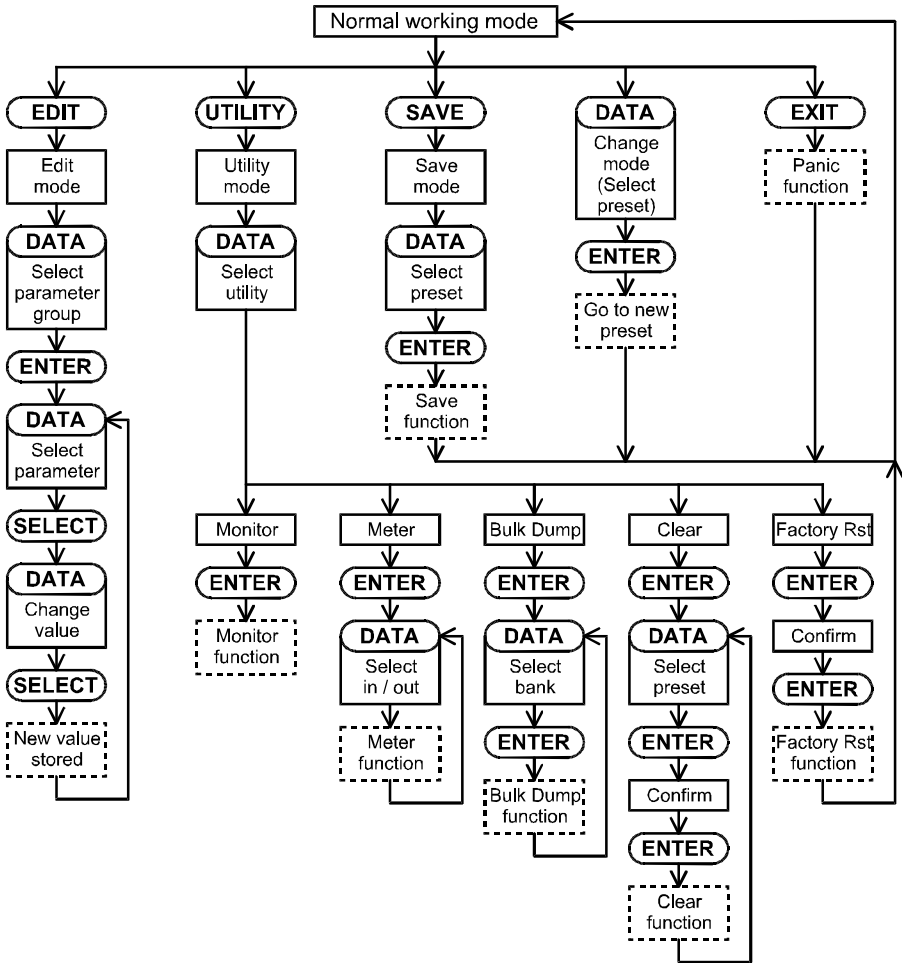 Normal working mode
EDIT
Edit
mode
DATA
Select
parameter
group
ENTER
DATA
Select
parameter
SELECT
DATA
Change
value
SELECT
New value
stored
UTILITY
Utility
mode
DATA
Select
utility
SAVE
Save
mode
DATA
Select
preset
ENTER
Save
function
DATA
Change
mode
(Select
preset)
ENTER
Go to new
preset
EXIT
Panic
function
Monitor
ENTER
Monitor
function
Meter
ENTER
DATA
Select
in / out
Meter
function
Bulk Dump
ENTER
DATA
Select
bank
ENTER
Bulk Dump
function
Clear
ENTER
DATA
Select
preset
ENTER
Confirm
ENTER
Clear
function
Factory Rst
ENTER
Confirm
ENTER
Factory Rst
function